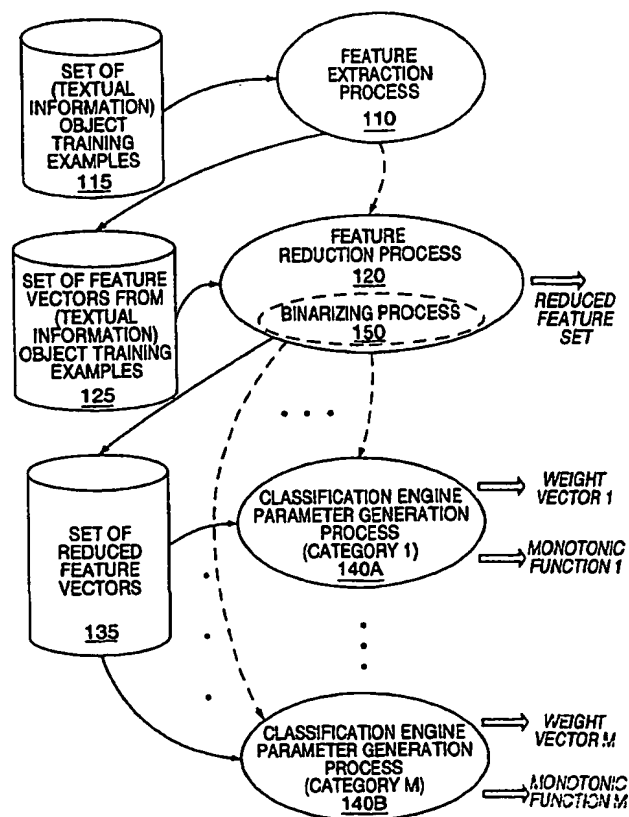 SET OF
(TEXTUAL
INFORMATION)
OBJECT
TRAINING
EXAMPLES
115
FEATURE
EXTRACTION
PROCESS
110
SET OF FEATURE
VECTORS FROM
(TEXTUAL
INFORMATION)
OBJECT TRAINING
EXAMPLES
125
FEATURE
REDUCTION PROCESS
120
BINARIZING PROCESS
150
REDUCED
FEATURE
SET
SET OF
REDUCED
FEATURE
VECTORS
135
CLASSIFICATION ENGINE
PARAMETER GENERATION
PROCESS
(CATEGORY 1)
140A
WEIGHT
VECTOR 1
MONOTONIC
FUNCTION 1
CLASSIFICATION ENGINE
PARAMETER GENERATION
PROCESS
(CATEGORY M)
140B
WEIGHT
VECTOR M
MONOTONIC
FUNCTION M